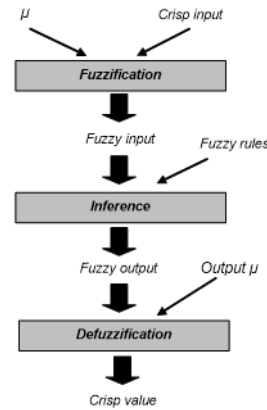 μ Crisp input
Fuzzification
Fuzzy input
Fuzzy rules
Inference
Fuzzy output
Output μ
Defuzzification
Crisp value